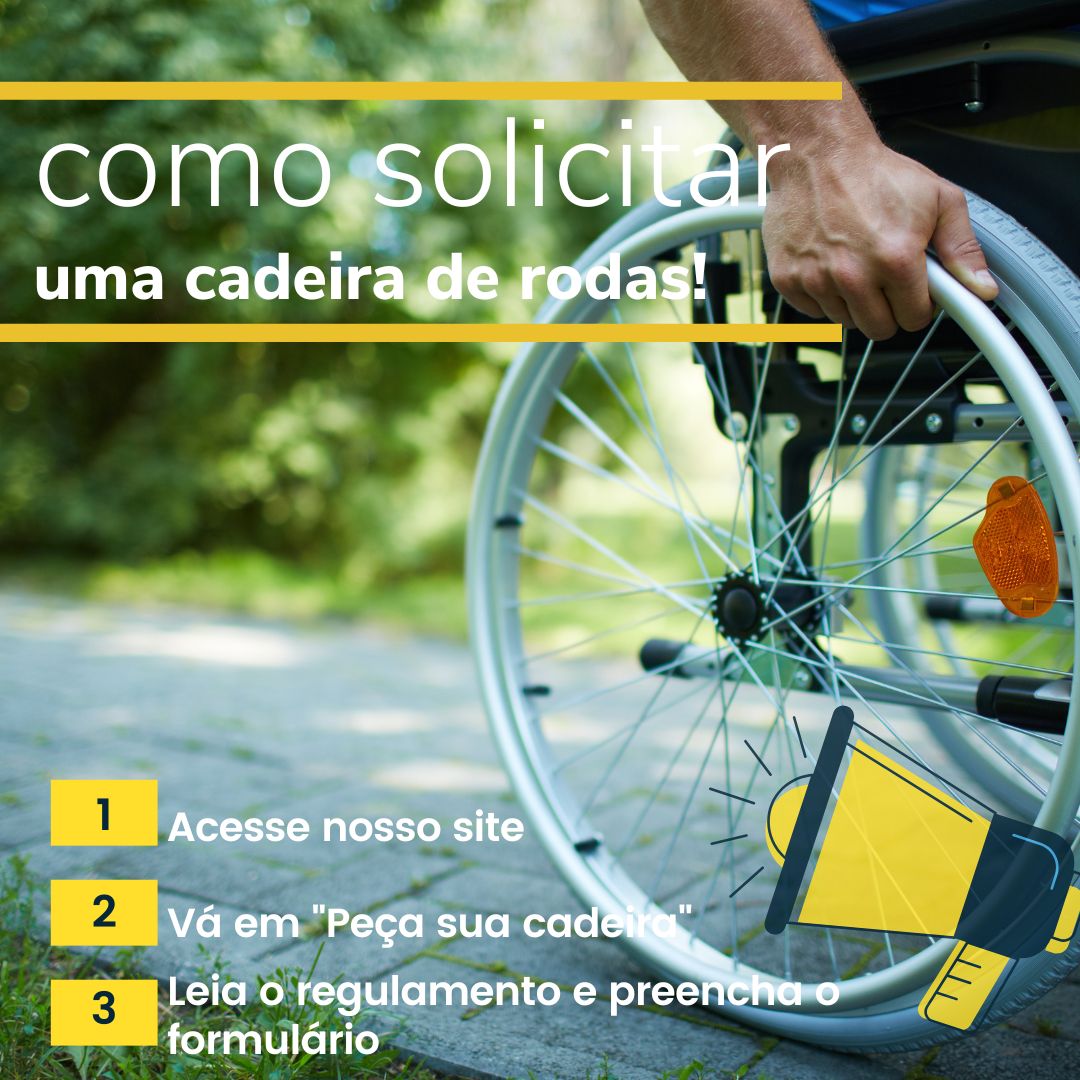 como solicitar
uma cadeira de rodas!
1
Acesse nosso site
2
Vá em "Peça sua cadeira"
3
Leia o regulamento e preencha o
formulário